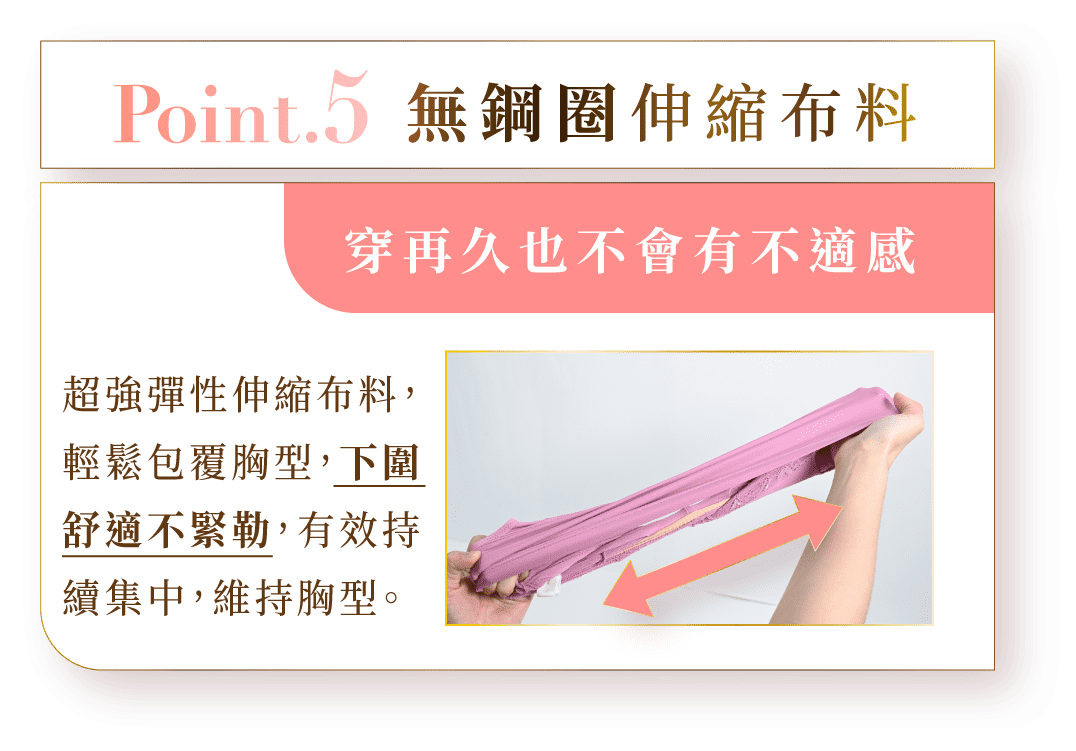 Point.5 無鋼圈伸縮布料
穿再久也不會有不適感
超強彈性伸縮布料，
輕鬆包覆胸型，下圍
舒適不緊勒，有效持
續集中，維持胸型。